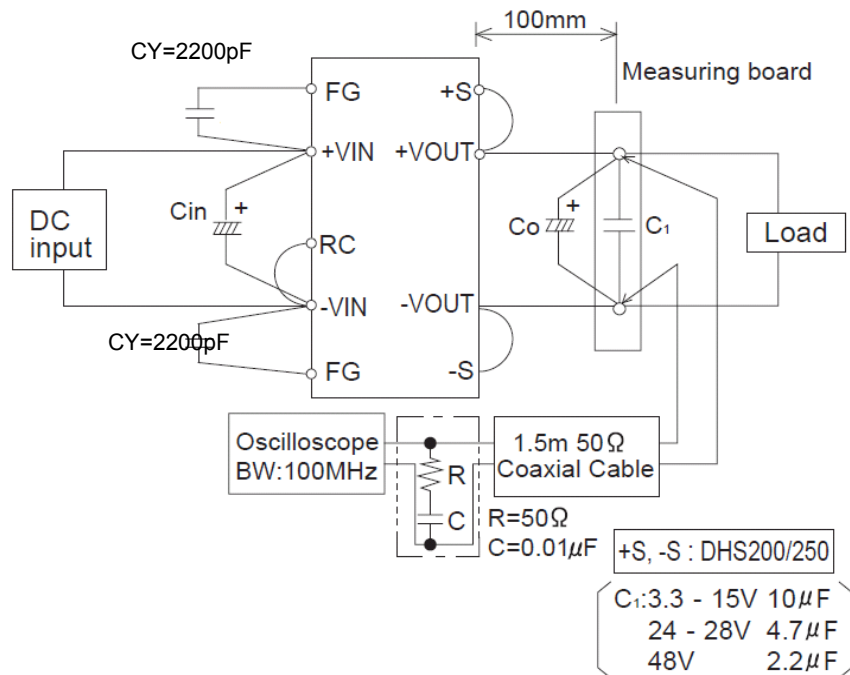 100mm
CY=2200pF
Measuring board
FG
+S
+VIN
+VOUT
DC
input
Cin
+
RC
+
Co
C₁
Load
-VIN
-VOUT
CY=2200pF
FG
-S
Oscilloscope
BW:100MHz
R
C
1.5m 50Ω
Coaxial Cable
R=50Ω
C=0.01μF
+S, -S : DHS200/250
C₁:3.3 - 15V 10μF
24 - 28V 4.7μF
48V 2.2μF